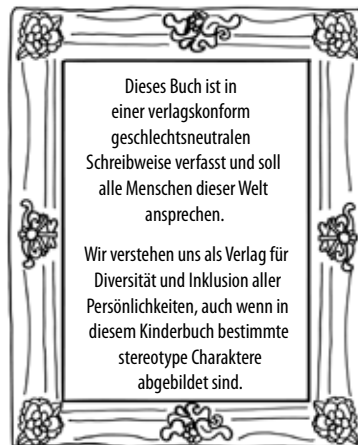 Dieses Buch ist in
einer verlagskonform
geschlechtsneutralen
Schreibweise verfasst und soll
alle Menschen dieser Welt
ansprechen.
Wir verstehen uns als Verlag für
Diversität und Inklusion aller
Persönlichkeiten, auch wenn in
diesem Kinderbuch bestimmte
stereotype Charaktere
abgebildet sind.